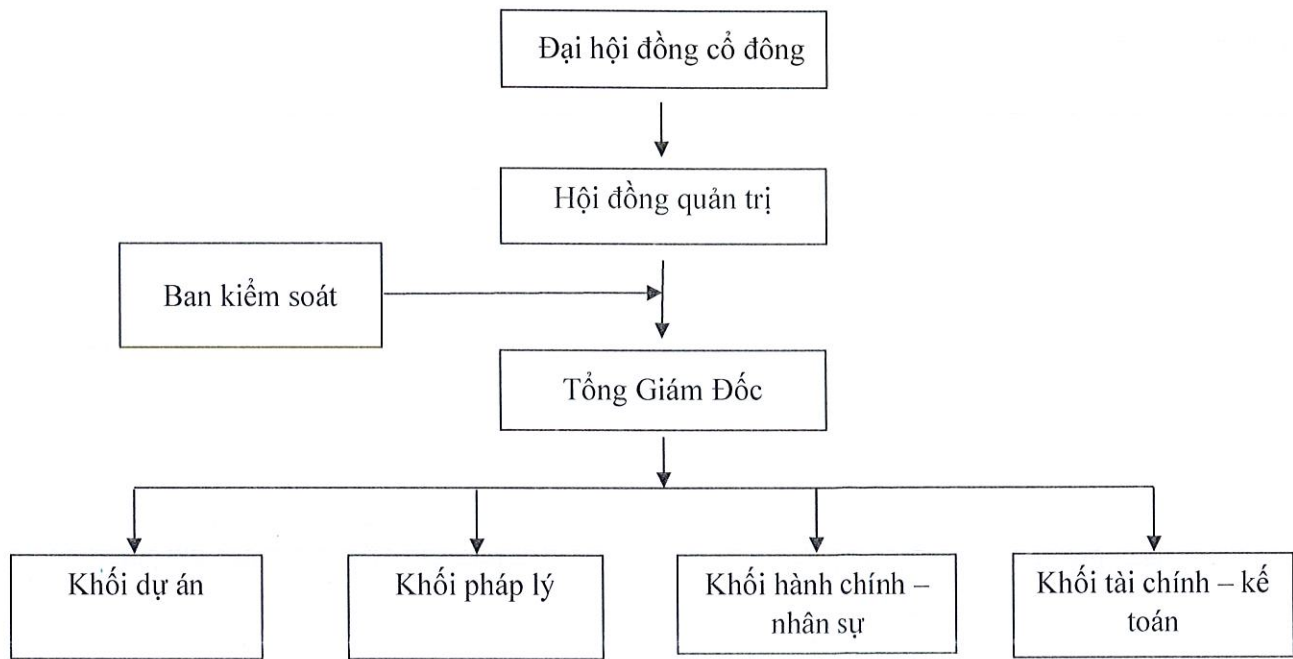 Đại hội đồng cổ đông
Hội đồng quản trị
Ban kiểm soát
Tổng Giám Đốc
Khối dự án
Khối pháp lý
Khối hành chính –
nhân sự
Khối tài chính – kế
toán